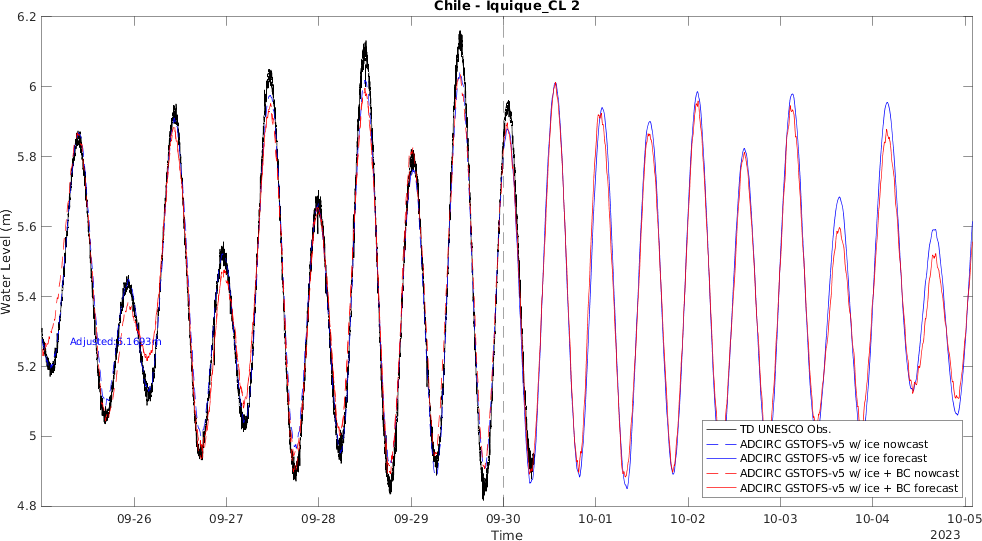 Chile - Iquique_CL 2
6.2
6
5.8
5.6
5.4
5.2
5
4.8
Water Level (m)
Adjusted:5.1693m
TD UNESCO Obs.
ADCIRC GSTOFS-v5 w/ ice nowcast
ADCIRC GSTOFS-v5 w/ ice forecast
ADCIRC GSTOFS-v5 w/ ice + BC nowcast
ADCIRC GSTOFS-v5 w/ ice + BC forecast
09-26 09-27 09-28 09-29 09-30 10-01 10-02 10-03 10-04 10-05
Time
2023